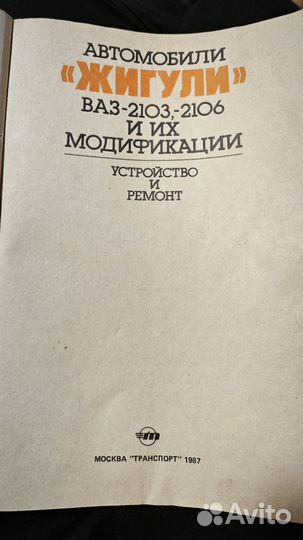 АВТОМОБИЛИ
«ЖИГУЛИ»
ВАЗ-2103,-2106
И ИХ
МОДИФИКАЦИИ
УСТРОЙСТВО
И
РЕМОНТ
МОСКВА "ТРАНСПОРТ" 1987
Avito